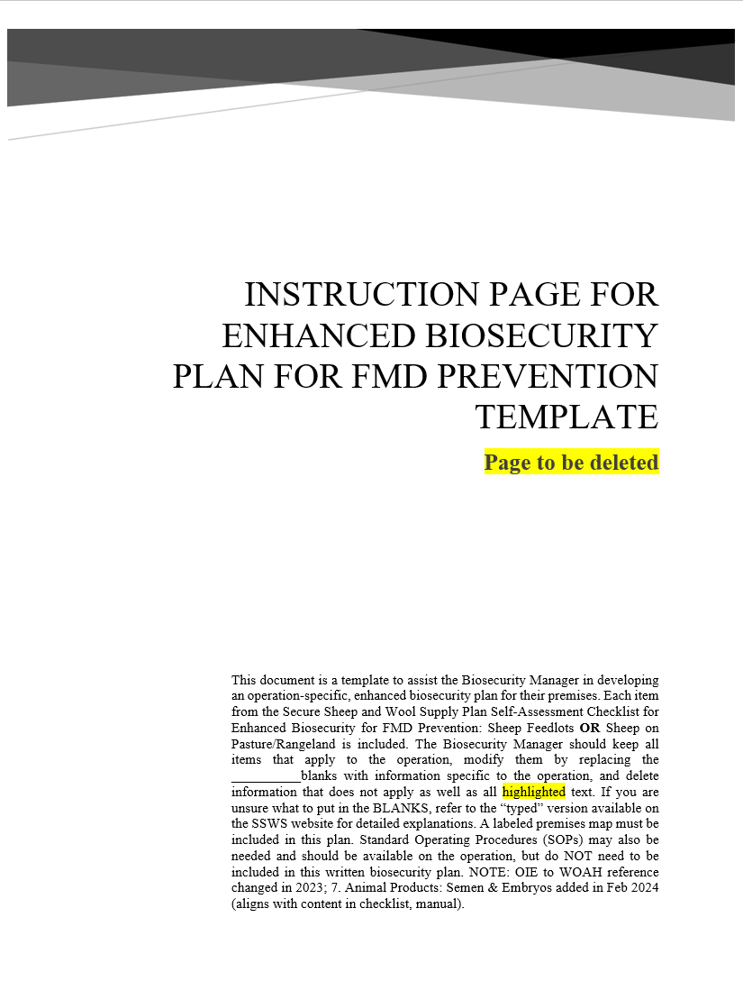 INSTRUCTION PAGE FOR
ENHANCED BIOSECURITY
PLAN FOR FMD PREVENTION
TEMPLATE
Page to be deleted
This document is a template to assist the Biosecurity Manager in developing
an operation-specific, enhanced biosecurity plan for their premises. Each item
from the Secure Sheep and Wool Supply Plan Self-Assessment Checklist for
Enhanced Biosecurity for FMD Prevention: Sheep Feedlots OR Sheep on
Pasture/Rangeland is included. The Biosecurity Manager should keep all
items that apply to the operation, modify them by replacing the
___________blanks with information specific to the operation, and delete
information that does not apply as well as all highlighted text. If you are
unsure what to put in the BLANKS, refer to the “typed” version available on
the SSWS website for detailed explanations. A labeled premises map must be
included in this plan. Standard Operating Procedures (SOPs) may also be
needed and should be available on the operation, but do NOT need to be
included in this written biosecurity plan. NOTE: OIE to WOAH reference
changed in 2023; 7. Animal Products: Semen & Embryos added in Feb 2024
(aligns with content in checklist, manual).